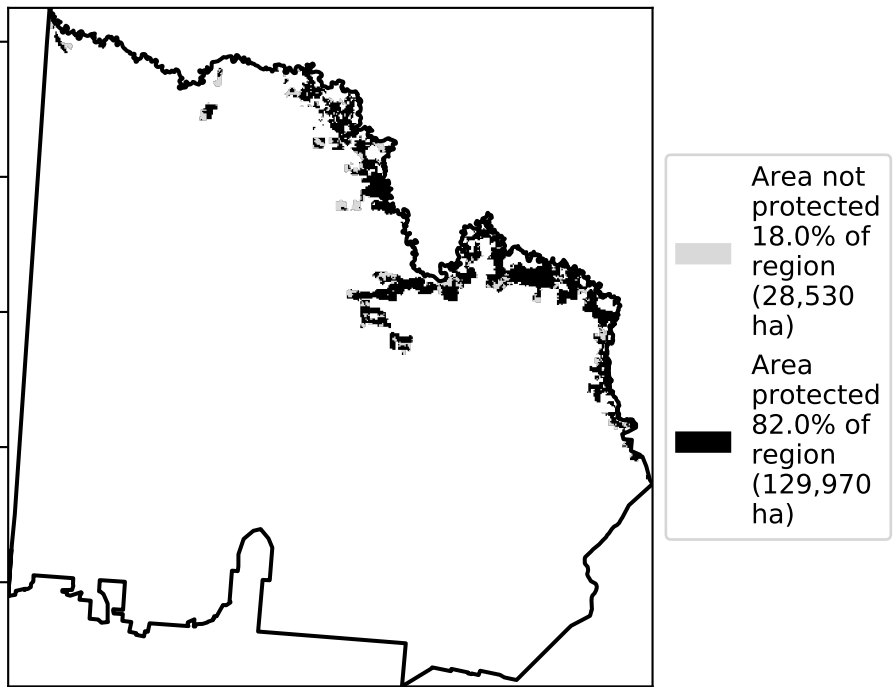 Area not
protected
18.0% of
region
(28,530
ha)
Area
protected
82.0% of
region
(129,970
ha)